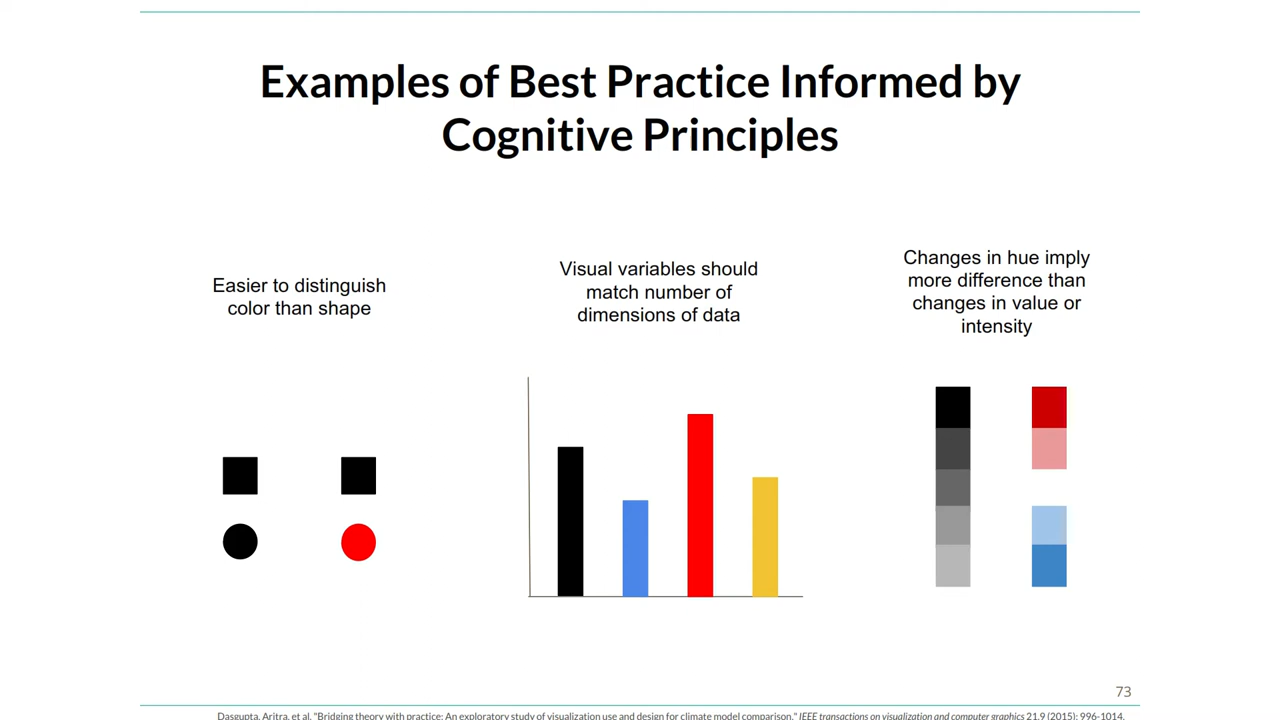 Examples of Best Practice Informed by
Cognitive Principles
Easier to distinguish
color than shape
Visual variables should
match number of
dimensions of data
Changes in hue imply
more difference than
changes in value or
intensity
73
Dasgupta, Aritra, et al. "Bridging theory with practice: An exploratory study of visualization use and design for climate model comparison." IEEE transactions on visualization and computer graphics 21.9 (2015): 996-1014.